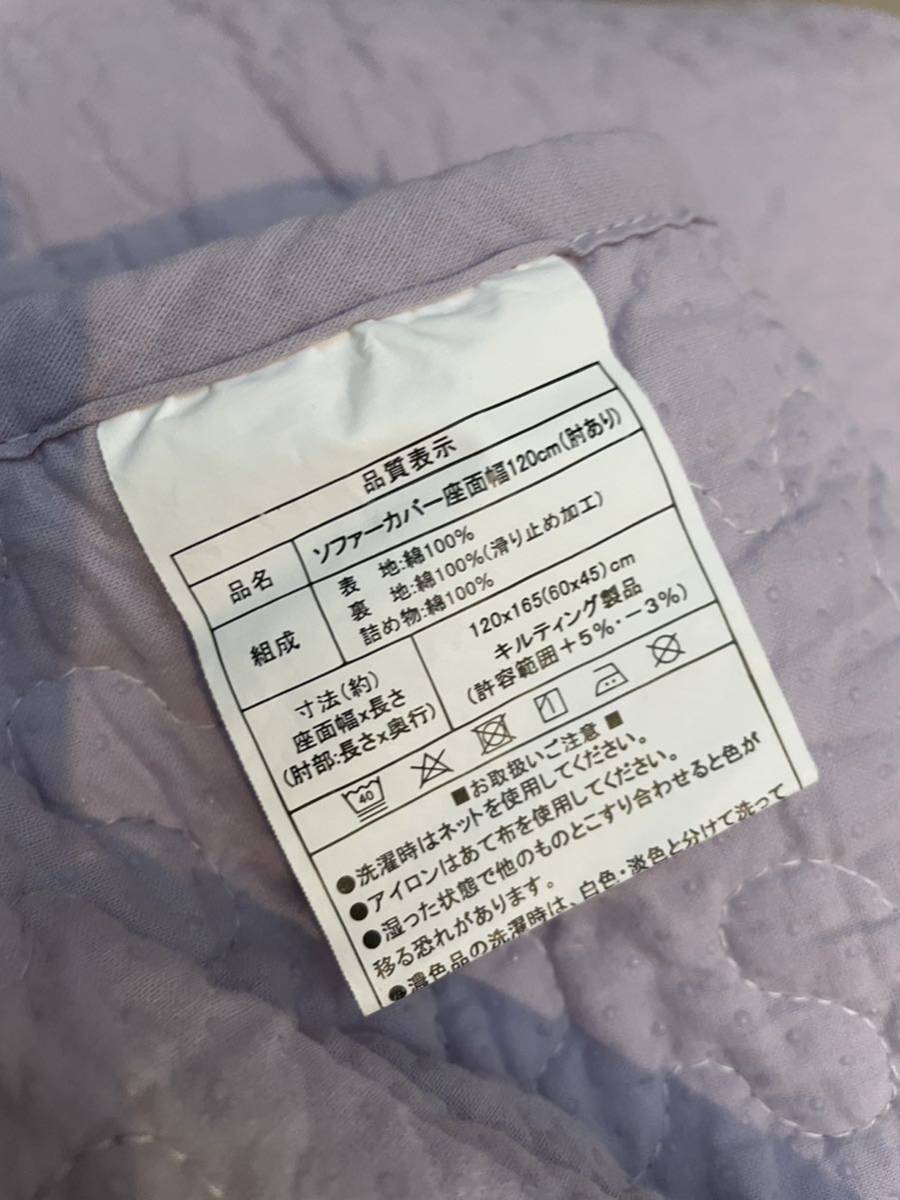 品質表示
品名 ソファーカバー座面幅120cm(肘あり)
組成 表 地:綿100%
裏 地:綿100%(滑り止め加工)
詰め物:綿100%
寸法(約)
座面幅x長さ
(肘部:長さx奥行)
120x165(60x45)cm
キルティング製品
(許容範囲+5%・−3%)
40
■お取扱いご注意 ■
●洗濯時はネットを使用してください。
●アイロンはあて布を使用してください。
●湿った状態で他のものとこすり合わせると色が
移る恐れがあります。
●濃色品の洗濯時は、白色・淡色と分けて洗って